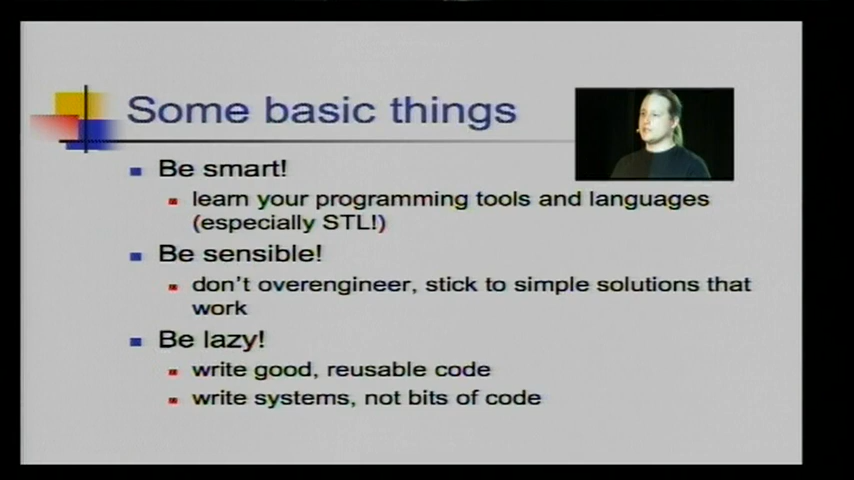 Some basic things
Be smart!
learn your programming tools and languages
(especially STL!)
Be sensible!
don't overengineer, stick to simple solutions that
work
Be lazy!
write good, reusable code
write systems, not bits of code